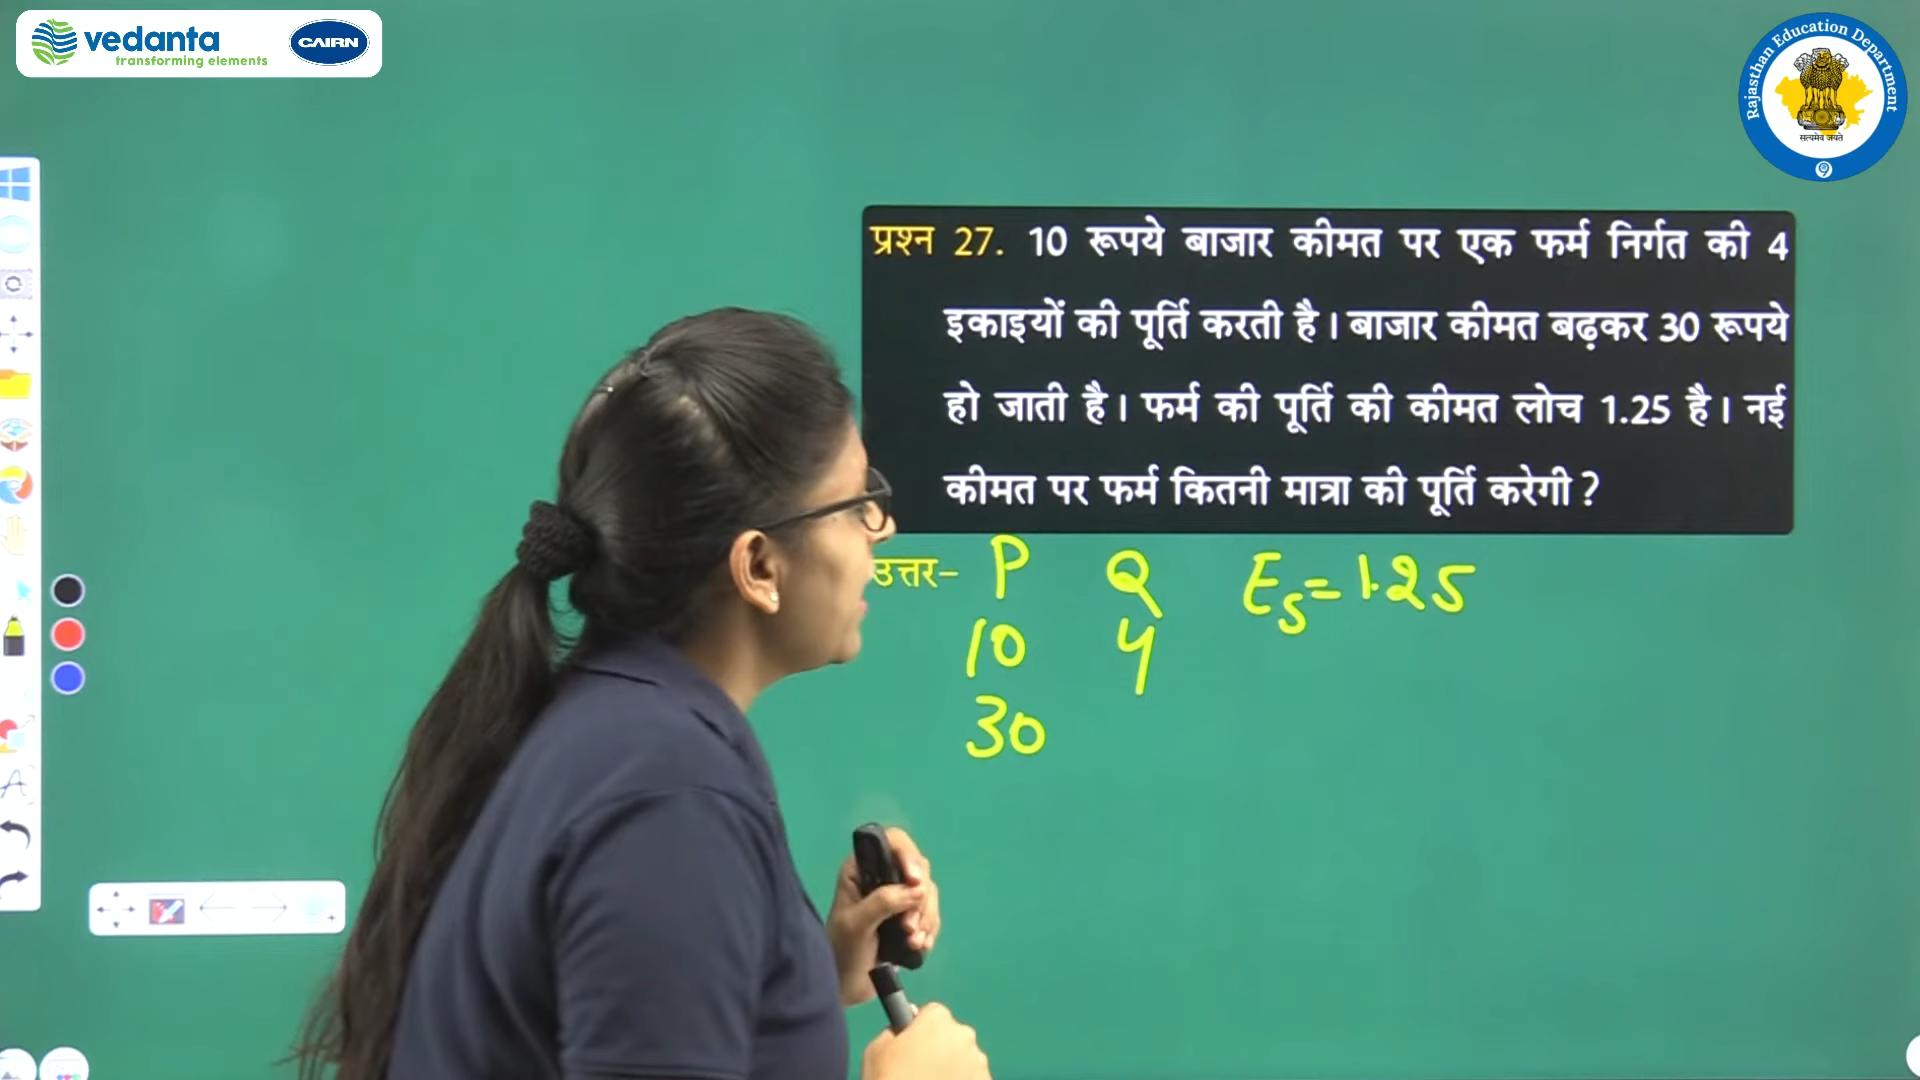 vedanta
transforming elements
CAIRN
Rajasthan Education Department
सत्यमेव जयते
प्रश्न 27. 10 रूपये बाजार कीमत पर एक फर्म निर्गत की 4
इकाइयों की पूर्ति करती है। बाजार कीमत बढ़कर 30 रूपये
हो जाती है। फर्म की पूर्ति की कीमत लोच 1.25 है। नई
कीमत पर फर्म कितनी मात्रा की पूर्ति करेगी ?
उत्तर– P Q Es=1.25
10 4
30